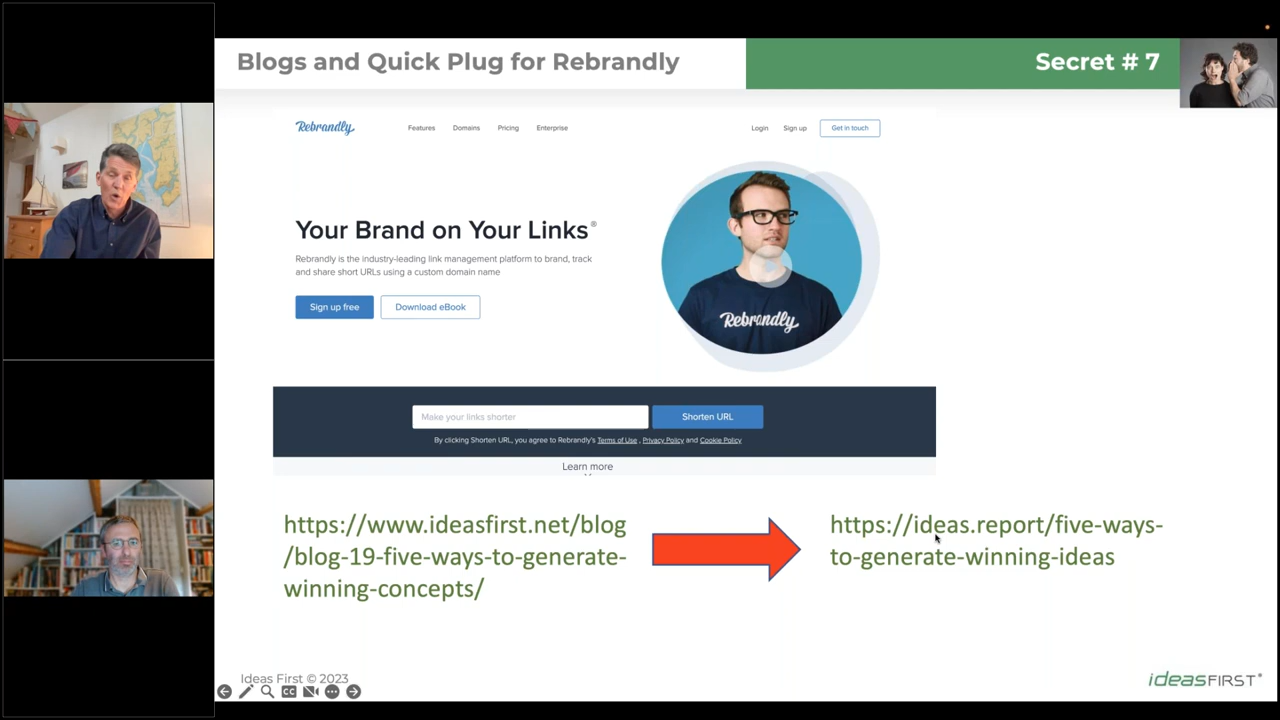 Blogs and Quick Plug for Rebrandly
Secret # 7
Rebrandly
Features
Domains
Pricing
Enterprise
Login
Sign up
Get in touch
Your Brand on Your Links®
Rebrandly is the industry-leading link management platform to brand, track
and share short URLs using a custom domain name
Sign up free
Download eBook
Rebrandly
Make your links shorter
Shorten URL
By clicking Shorten URL, you agree to Rebrandly's Terms of Use , Privacy Policy and Cookie Policy
Learn more
https://www.ideasfirst.net/blog
/blog-19-five-ways-to-generate-
winning-concepts/
https://ideas.report/five-ways-
to-generate-winning-ideas
Ideas First © 2023
CC
ideasFIRST®